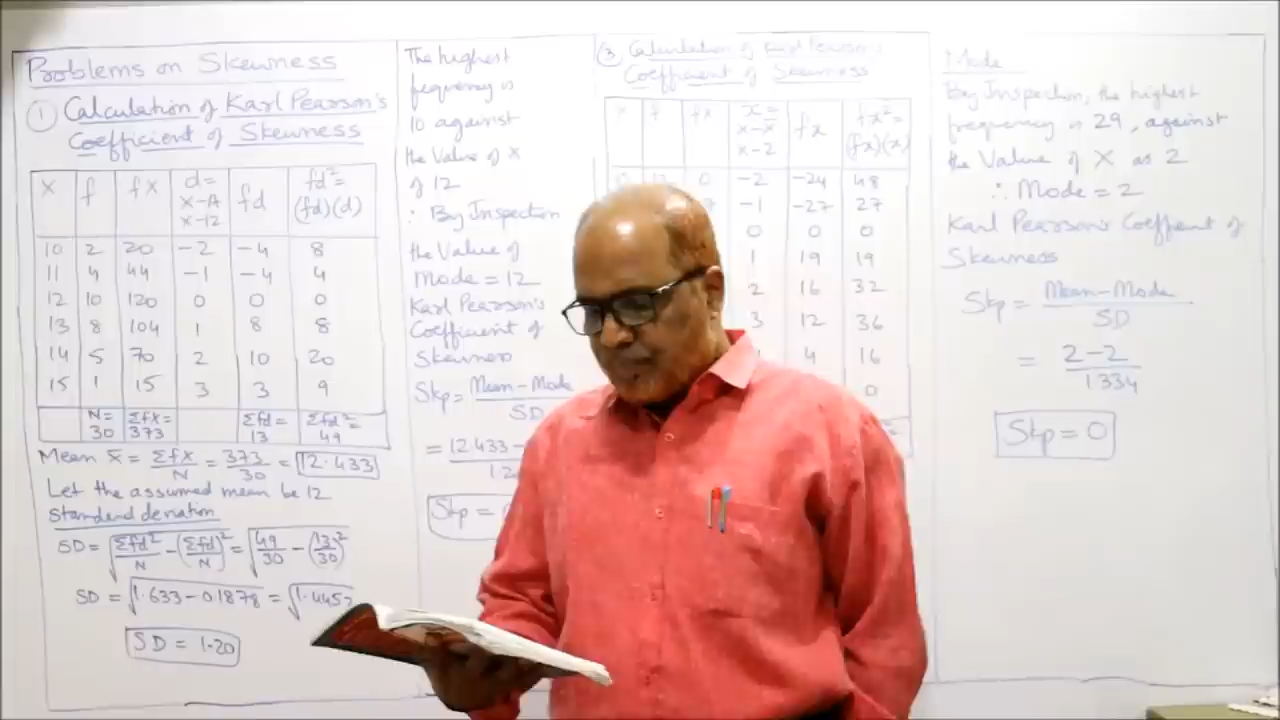 Problems on Skewness
① Calculation of Karl Pearson's
Coefficient of Skewness
X f fx d= x-A x-12 fd fd²= (fd)(d)
10 2 20 -2 -4 8
11 4 44 -1 -4 4
12 10 120 0 0 0
13 8 104 1 8 8
14 5 70 2 10 20
15 1 15 3 3 9
N= 30 Σfx= 373 Σfd= 13 Σfd²= 49
Mean x̄ = Σfx/N = 373/30 = 12.433
Let the assumed mean be 12
Standard deviation
SD = √Σfd²/N - (Σfd/N)² = √49/30 - (13/30)²
SD = √1.633 - 0.1878 = √1.4452
SD = 1.20
The highest
frequency is
10 against
the Value of X
of 12
∴ By Inspection
the Value of
Mode = 12
Karl Pearson's
Coefficient of
Skewness
Skp = Mean - Mode / SD
= 12.433 -
Skp =
③ Calculation of Karl Pearson's
Coefficient of Skewness
x f fx x= x-x̄ x-2 fx fx²= (fx)(x)
0 -2 -24 48
-1 -27 27
0 0 0
1 19 19
2 16 32
3 12 36
4 16
0
Mode
By Inspection, the highest
frequency is 29, against
the Value of X as 2
∴ Mode = 2
Karl Pearson's Coefficient of
Skewness
Skp = Mean - Mode / SD
= 2 - 2 / 1.334
Skp = 0